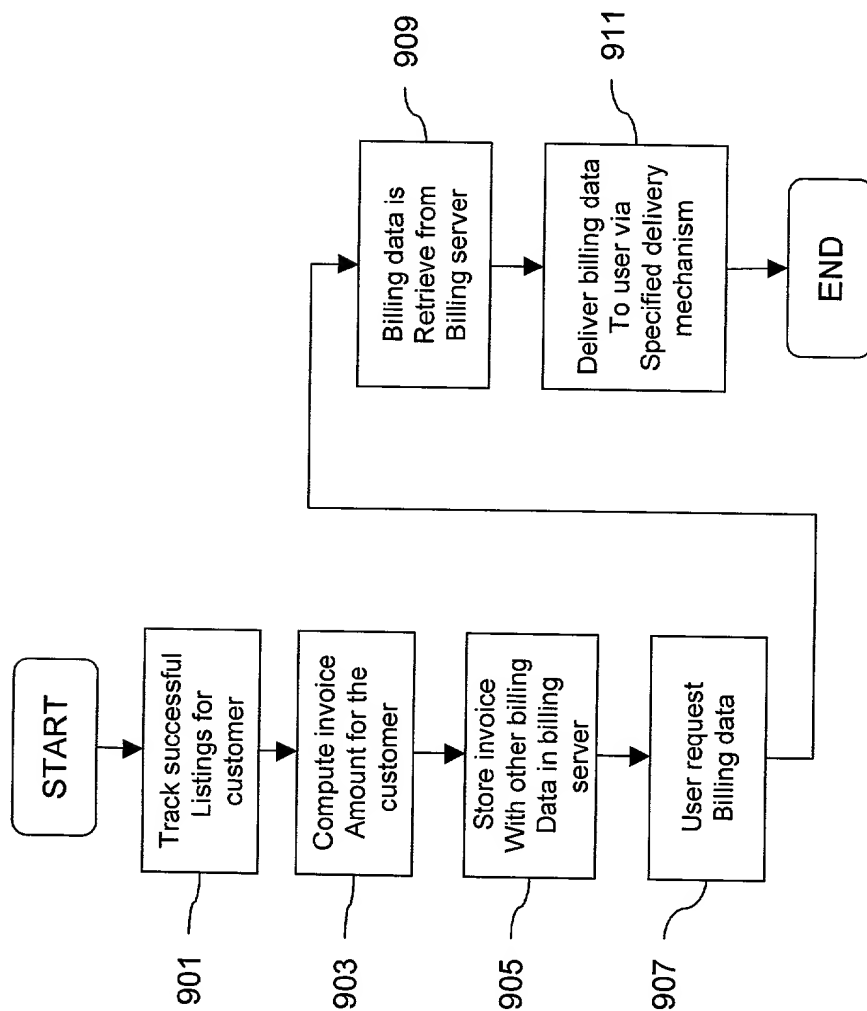 START
901
Track successful
Listings for
customer
903
Compute invoice
Amount for the
customer
905
Store invoice
With other billing
Data in billing
server
907
User request
Billing data
909
Billing data is
Retrieve from
Billing server
911
Deliver billing data
To user via
Specified delivery
mechanism
END